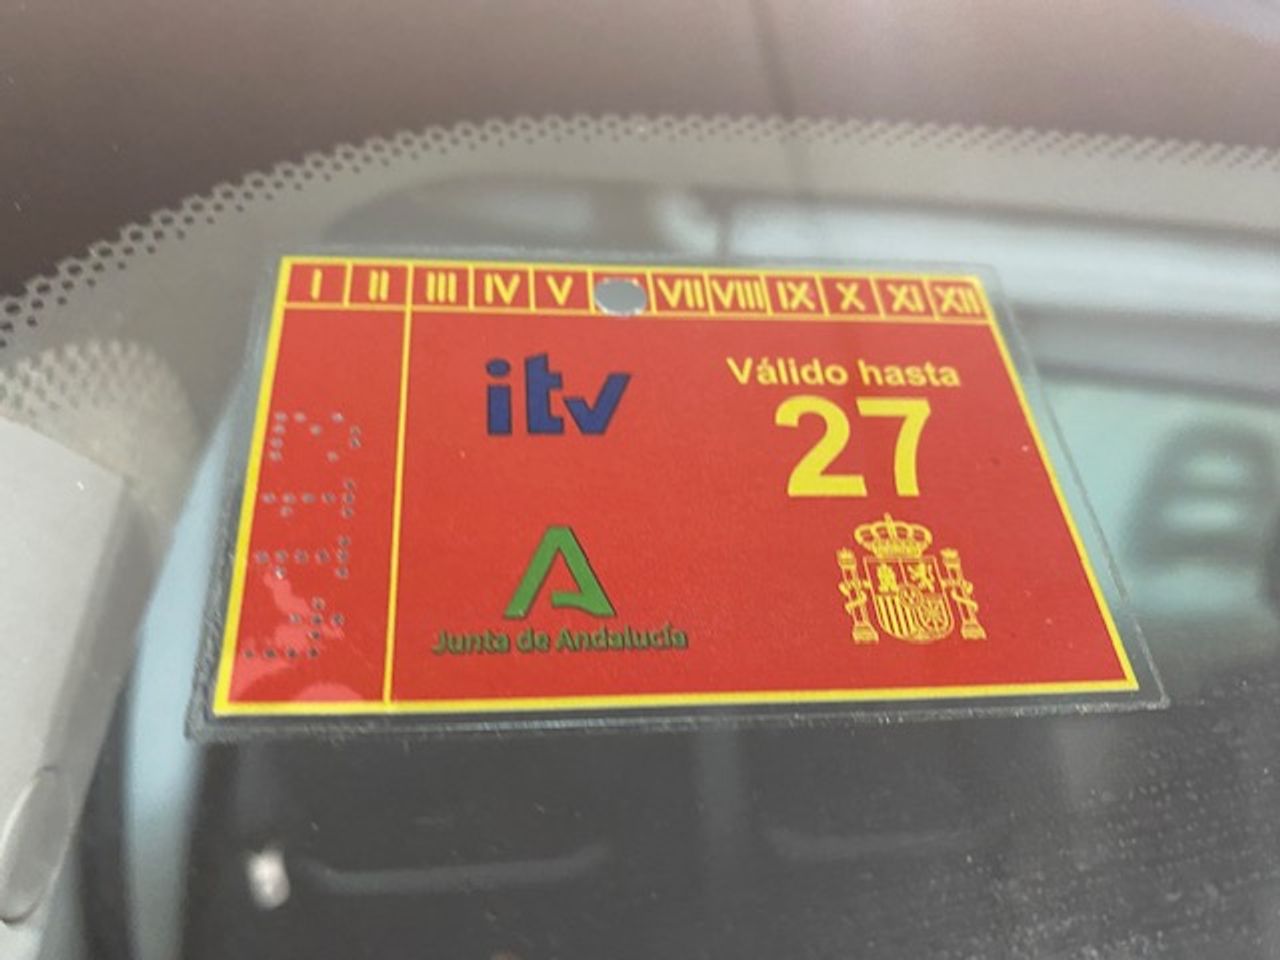 I II III IV V VII VIII IX X XI XII
itv
Válido hasta
27
Junta de Andalucía